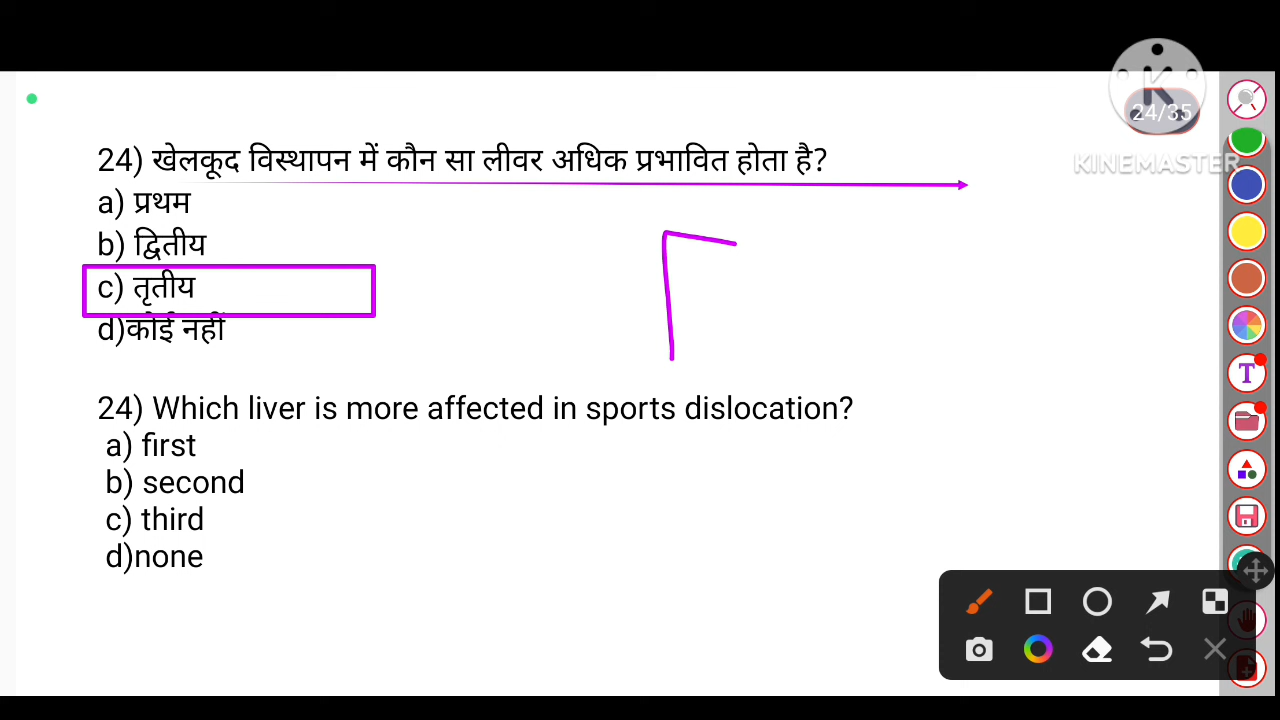 24/35
KINEMASTER
24) खेलकूद विस्थापन में कौन सा लीवर अधिक प्रभावित होता है?
a) प्रथम
b) द्वितीय
c) तृतीय
d)कोई नहीं
24) Which liver is more affected in sports dislocation?
a) first
b) second
c) third
d)none
T